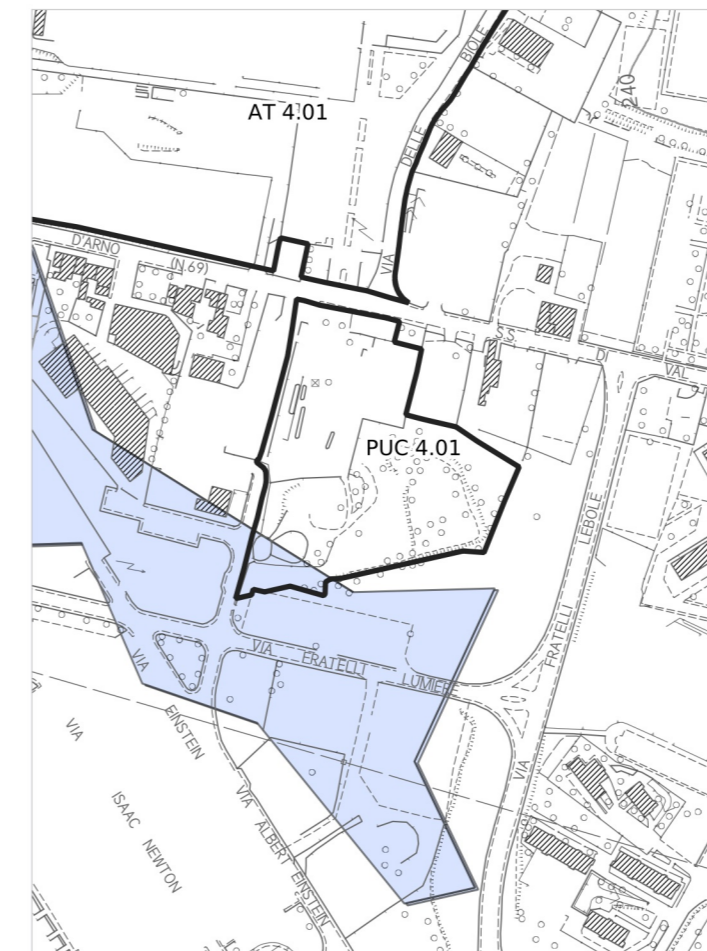 AT 4.01
VIA DELLE BIOLE
240
D'ARNO
(N.69)
S.S.
DI
VAL
PUC 4.01
VIA FRATELLI LEBOLE
VIA FRATELLI LUMIERE
VIA
EINSTEIN
VIA
ISAAC NEWTON
VIA ALBERT EINSTEIN